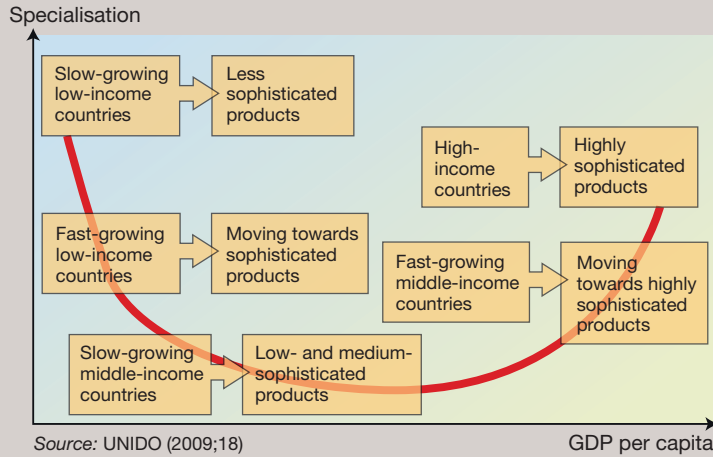 Specialisation
Slow-growing
low-income
countries
Less
sophisticated
products
High-
income
countries
Highly
sophisticated
products
Fast-growing
low-income
countries
Moving towards
sophisticated
products
Fast-growing
middle-income
countries
Moving
towards highly
sophisticated
products
Slow-growing
middle-income
countries
Low- and medium-
sophisticated
products
Source: UNIDO (2009;18)
GDP per capita